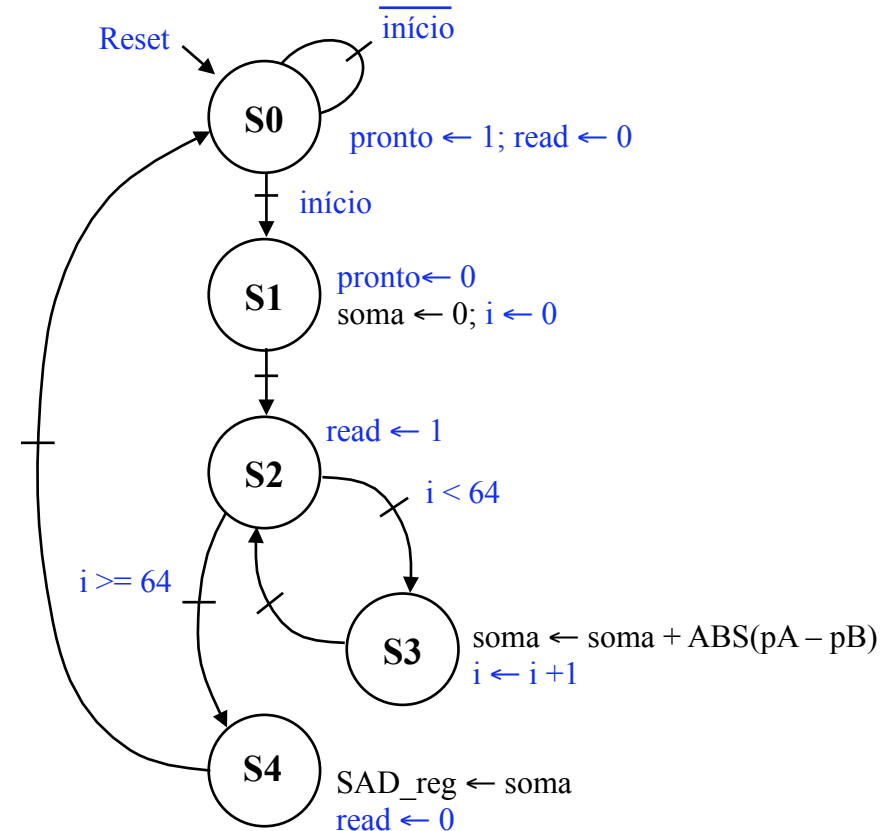 início
Reset
S0
pronto ← 1; read ← 0
início
S1
pronto← 0
soma ← 0; i ← 0
read ← 1
S2
i < 64
i >= 64
S3
soma ← soma + ABS(pA – pB)
i ← i +1
S4
SAD_reg ← soma
read ← 0